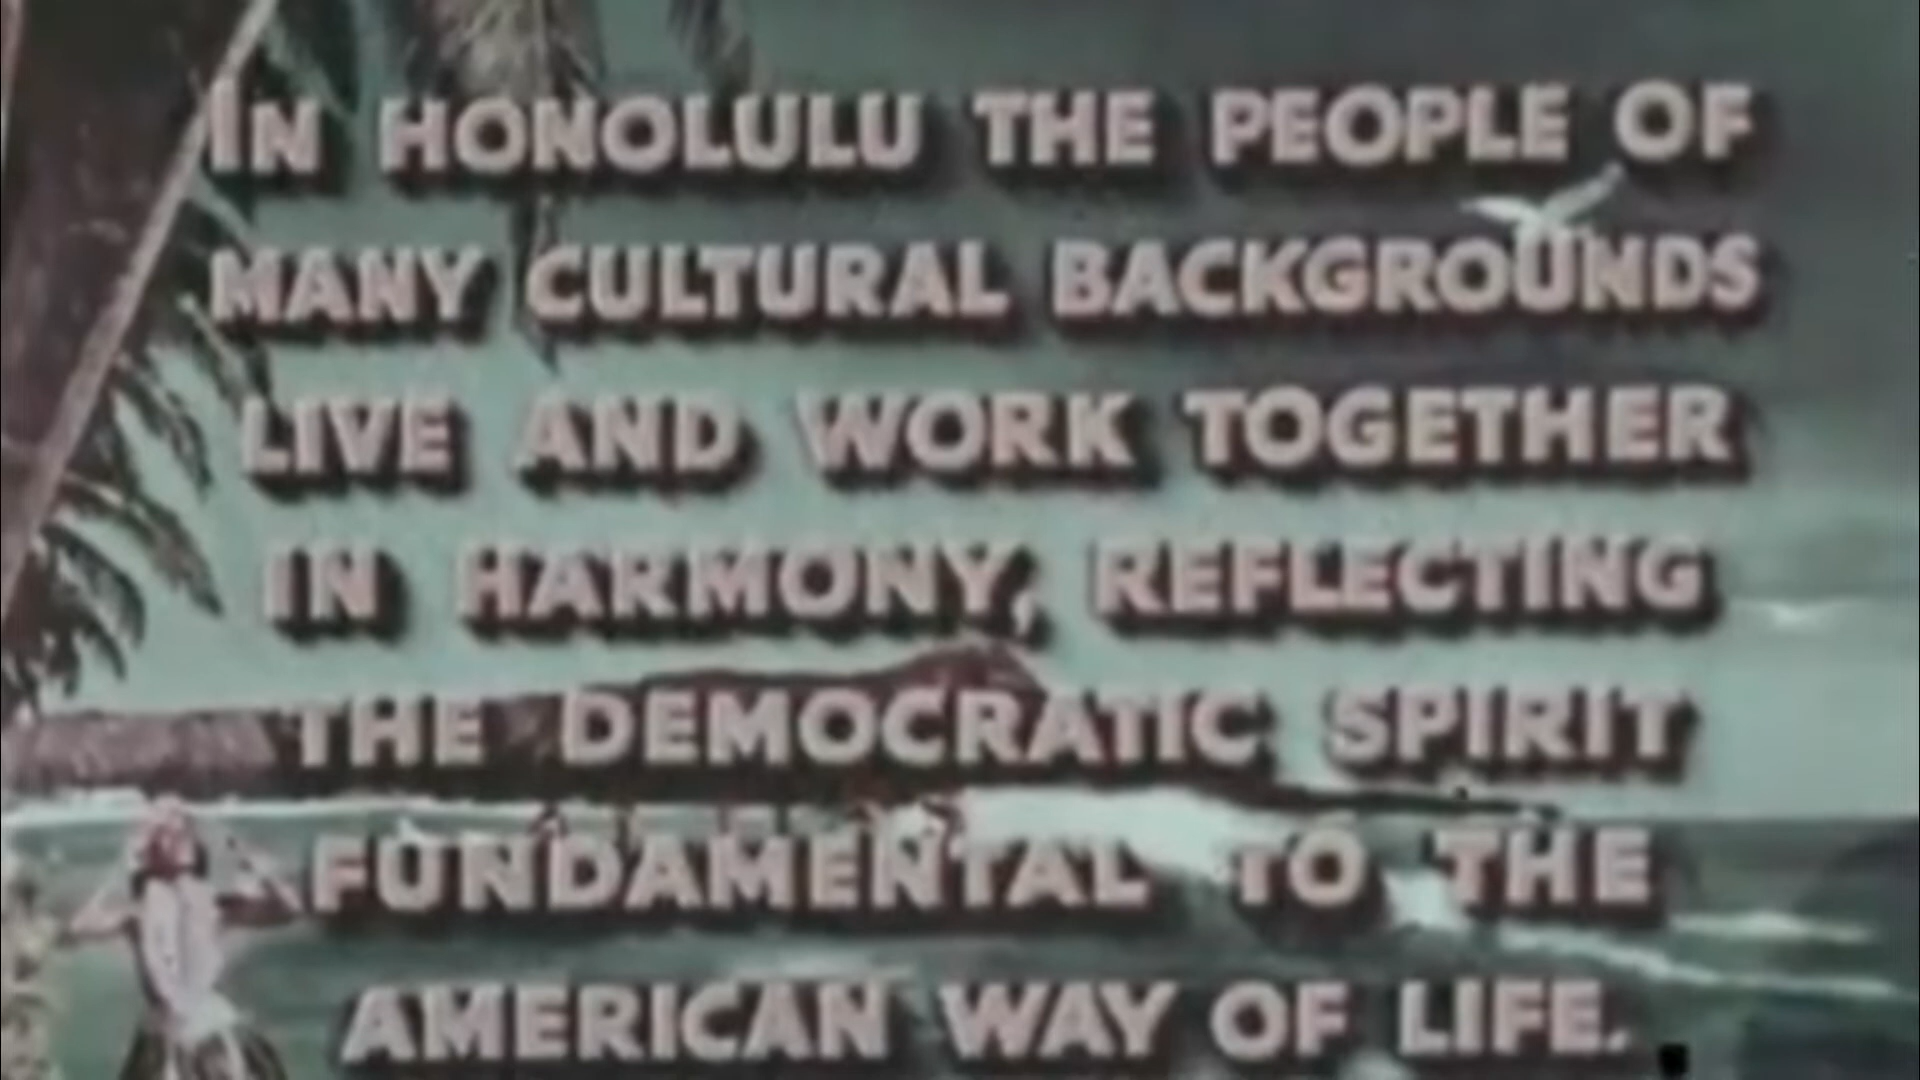 IN HONOLULU THE PEOPLE OF
MANY CULTURAL BACKGROUNDS
LIVE AND WORK TOGETHER
IN HARMONY, REFLECTING
THE DEMOCRATIC SPIRIT
FUNDAMENTAL TO THE
AMERICAN WAY OF LIFE.